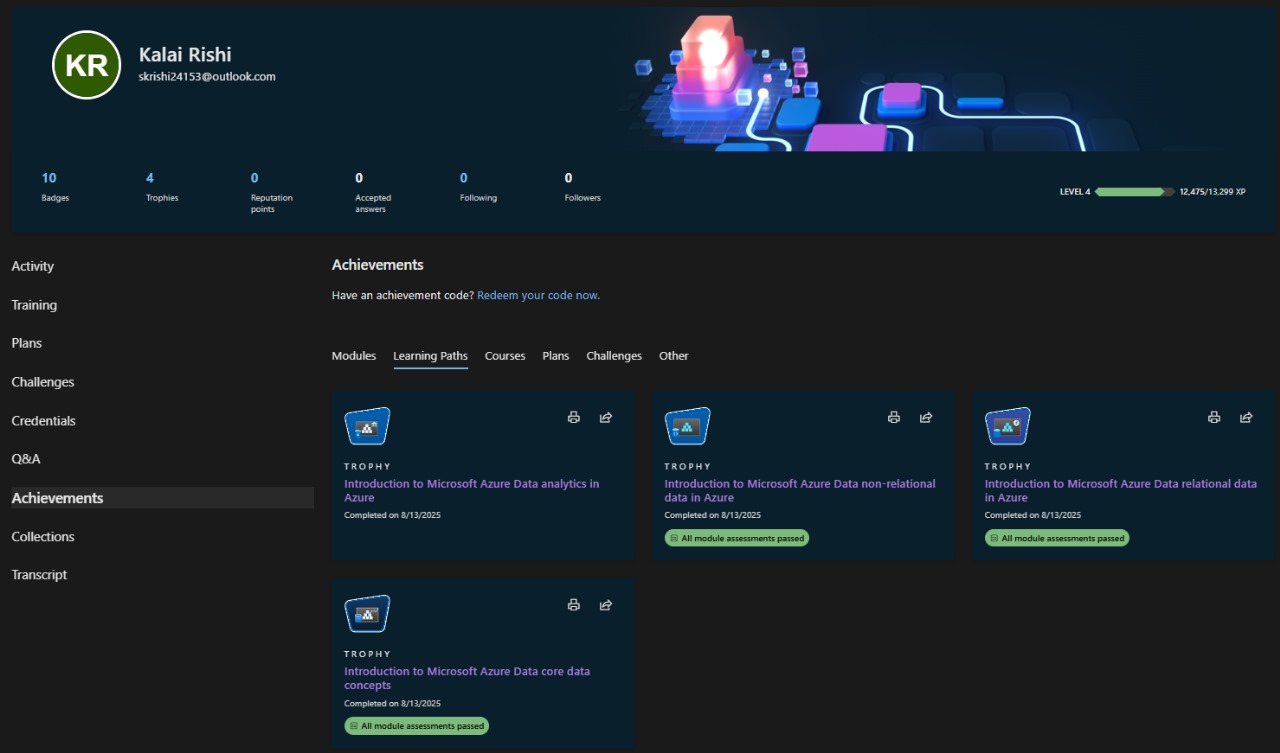 KR
Kalai Rishi
skrishi24153@outlook.com
10
Badges
4
Trophies
0
Reputation
points
0
Accepted
answers
0
Following
0
Followers
LEVEL 4
12,475/13,299 XP
Activity
Training
Plans
Challenges
Credentials
Q&A
Achievements
Collections
Transcript
Achievements
Have an achievement code? Redeem your code now.
Modules Learning Paths Courses Plans Challenges Other
TROPHY
Introduction to Microsoft Azure Data analytics in
Azure
Completed on 8/13/2025
TROPHY
Introduction to Microsoft Azure Data non-relational
data in Azure
Completed on 8/13/2025
All module assessments passed
TROPHY
Introduction to Microsoft Azure Data relational data
in Azure
Completed on 8/13/2025
All module assessments passed
TROPHY
Introduction to Microsoft Azure Data core data
concepts
Completed on 8/13/2025
All module assessments passed